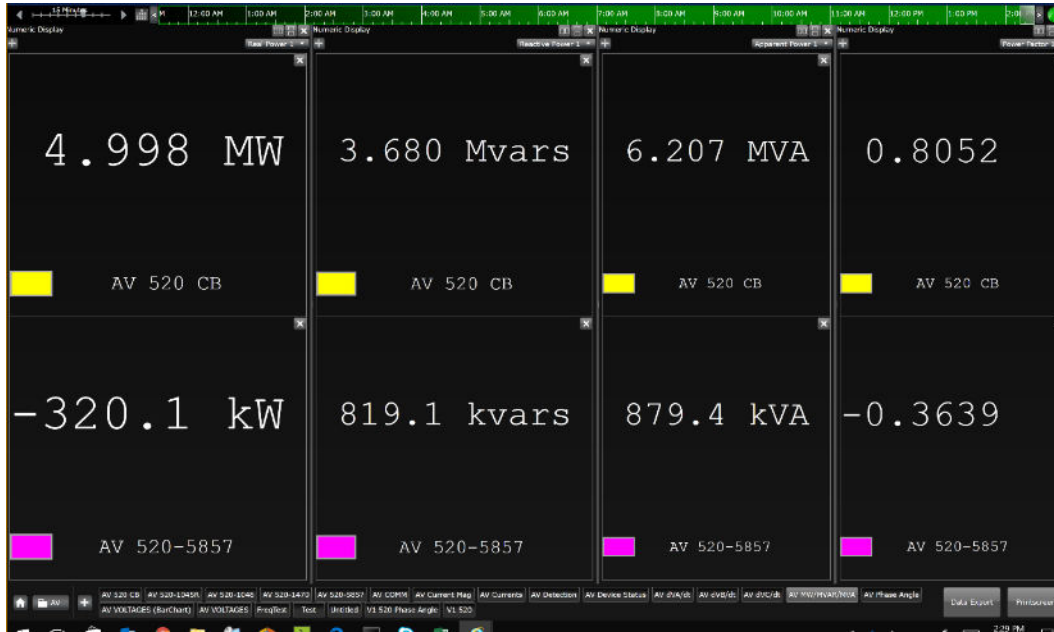 15 Minutes
M 12:00 AM 1:00 AM 2:00 AM 3:00 AM 4:00 AM 5:00 AM 6:00 AM 7:00 AM 8:00 AM 9:00 AM 10:00 AM 11:00 AM 12:00 PM 1:00 PM
Numeric Display Numeric Display Numeric Display Numeric Display
Real Power 1 Reactive Power 1 Apparent Power 1 Power Factor 1
4.998 MW 3.680 Mvars 6.207 MVA 0.8052
AV 520 CB AV 520 CB AV 520 CB AV 520 CB
-320.1 kW 819.1 kvars 879.4 kVA -0.3639
AV 520-5857 AV 520-5857 AV 520-5857 AV 520-5857
AV 520 CB AV 520-1045R AV 520-1046 AV 520-1470 AV 520-5857 AV COMM AV Current Mag AV Currents AV Detection AV Device Status AV dVA/dt AV dVB/dt AV dVC/dt AV MW/MVAR/MVA AV Phase Angle
AV Data Export Printscreen
AV VOLTAGES (BarChart) AV VOLTAGES FreqTest Test Untitled V1 520 Phase Angle V1 520
2:29 PM